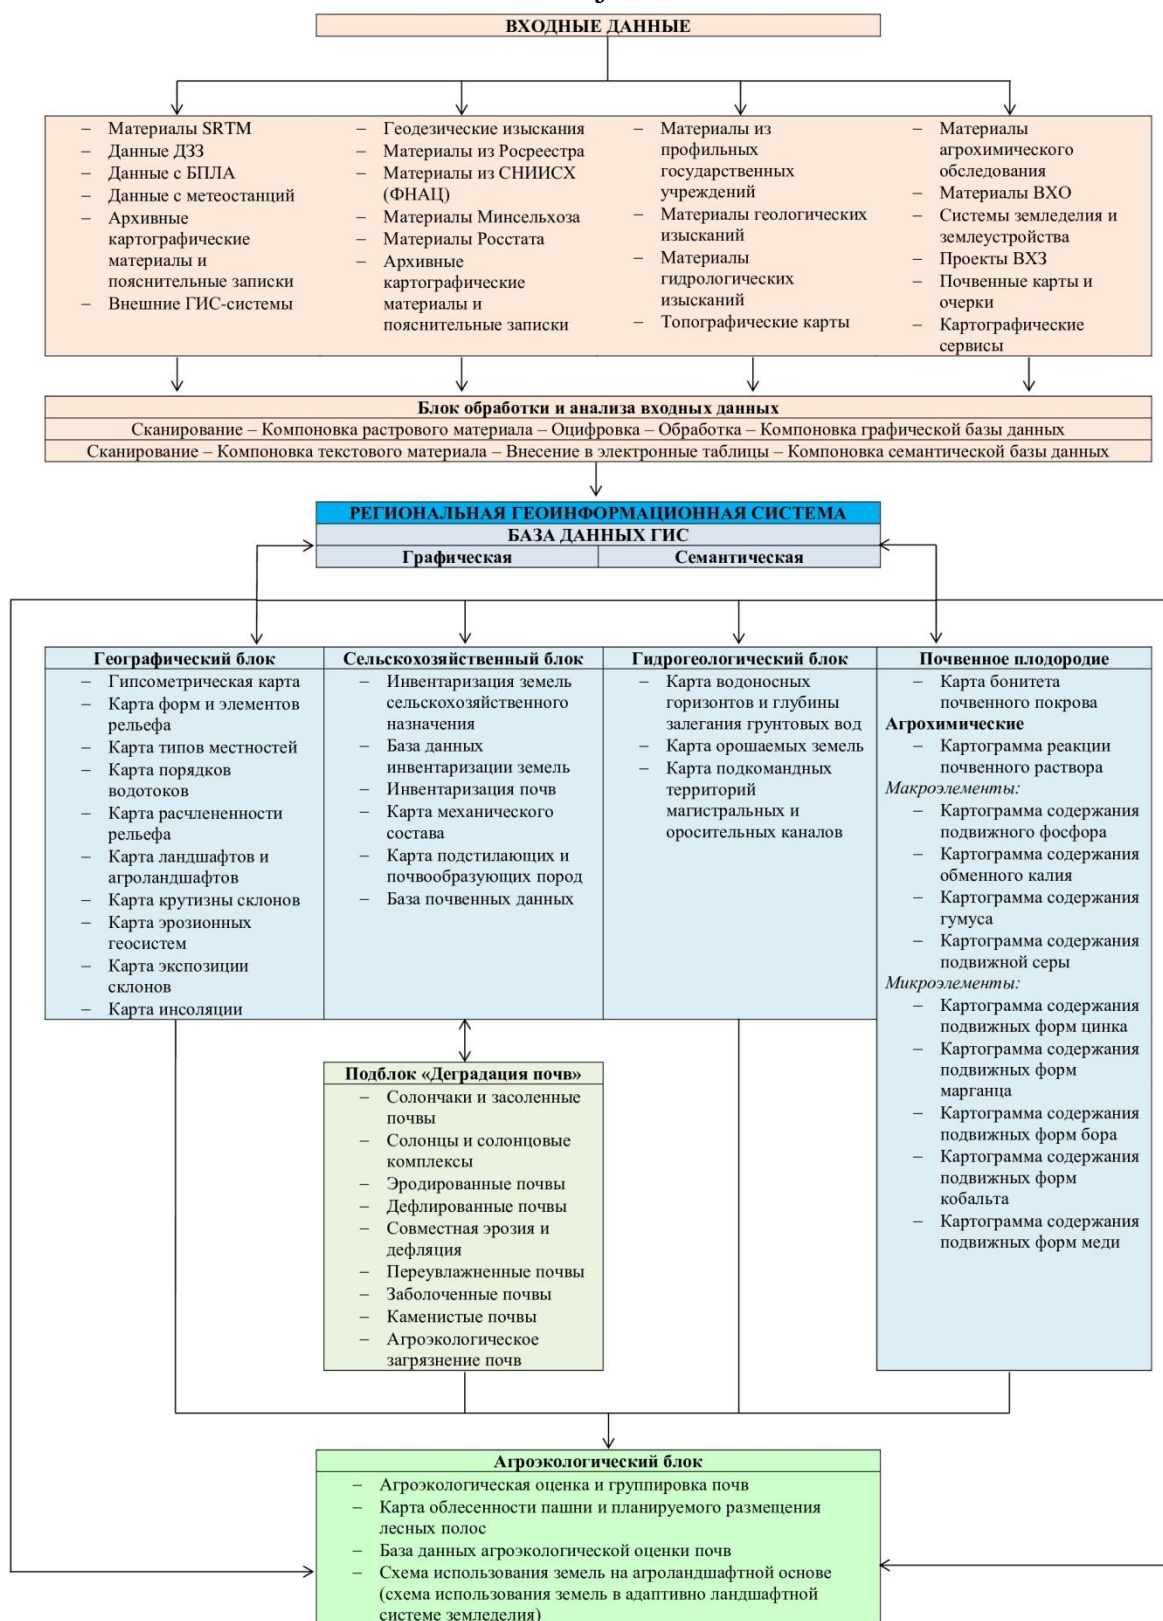 ВХОДНЫЕ ДАННЫЕ
– Материалы SRTM
– Данные ДЗЗ
– Данные с БПЛА
– Данные с метеостанций
– Архивные
картографические
материалы и
пояснительные записки
– Внешние ГИС-системы
– Геодезические изыскания
– Материалы из Росреестра
– Материалы из СНИИСХ
(ФНАЦ)
– Материалы Минсельхоза
– Материалы Росстата
– Архивные
картографические
материалы и
пояснительные записки
– Материалы из
профильных
государственных
учреждений
– Материалы геологических
изысканий
– Материалы
гидрологических
изысканий
– Топографические карты
– Материалы
агрохимического
обследования
– Материалы ВХО
– Системы земледелия и
землеустройства
– Проекты ВХЗ
– Почвенные карты и
очерки
– Картографические
сервисы
Блок обработки и анализа входных данных
Сканирование – Компоновка растрового материала – Оцифровка – Обработка – Компоновка графической базы данных
Сканирование – Компоновка текстового материала – Внесение в электронные таблицы – Компоновка семантической базы данных
РЕГИОНАЛЬНАЯ ГЕОИНФОРМАЦИОННАЯ СИСТЕМА
БАЗА ДАННЫХ ГИС
Графическая Семантическая
Географический блок
– Гипсометрическая карта
– Карта форм и элементов
рельефа
– Карта типов местностей
– Карта порядков
водотоков
– Карта расчлененности
рельефа
– Карта ландшафтов и
агроландшафтов
– Карта крутизны склонов
– Карта эрозионных
геосистем
– Карта экспозиции
склонов
– Карта инсоляции
Сельскохозяйственный блок
– Инвентаризация земель
сельскохозяйственного
назначения
– База данных
инвентаризации земель
– Инвентаризация почв
– Карта механического
состава
– Карта подстилающих и
почвообразующих пород
– База почвенных данных
Гидрогеологический блок
– Карта водоносных
горизонтов и глубины
залегания грунтовых вод
– Карта орошаемых земель
– Карта подкомандных
территорий
магистральных и
оросительных каналов
Почвенное плодородие
– Карта бонитета
почвенного покрова
Агрохимические
– Картограмма реакции
почвенного раствора
Макроэлементы:
– Картограмма содержания
подвижного фосфора
– Картограмма содержания
обменного калия
– Картограмма содержания
гумуса
– Картограмма содержания
подвижной серы
Микроэлементы:
– Картограмма содержания
подвижных форм цинка
– Картограмма содержания
подвижных форм
марганца
– Картограмма содержания
подвижных форм бора
– Картограмма содержания
подвижных форм
кобальта
– Картограмма содержания
подвижных форм меди
Подблок «Деградация почв»
– Солончаки и засоленные
почвы
– Солонцы и солонцовые
комплексы
– Эродированные почвы
– Дефлированные почвы
– Совместная эрозия и
дефляция
– Переувлажненные почвы
– Заболоченные почвы
– Каменистые почвы
– Агроэкологическое
загрязнение почв
Агроэкологический блок
– Агроэкологическая оценка и группировка почв
– Карта облесенности пашни и планируемого размещения
лесных полос
– База данных агроэкологической оценки почв
– Схема использования земель на агроландшафтной основе
(схема использования земель в адаптивно ландшафтной
системе земледелия)